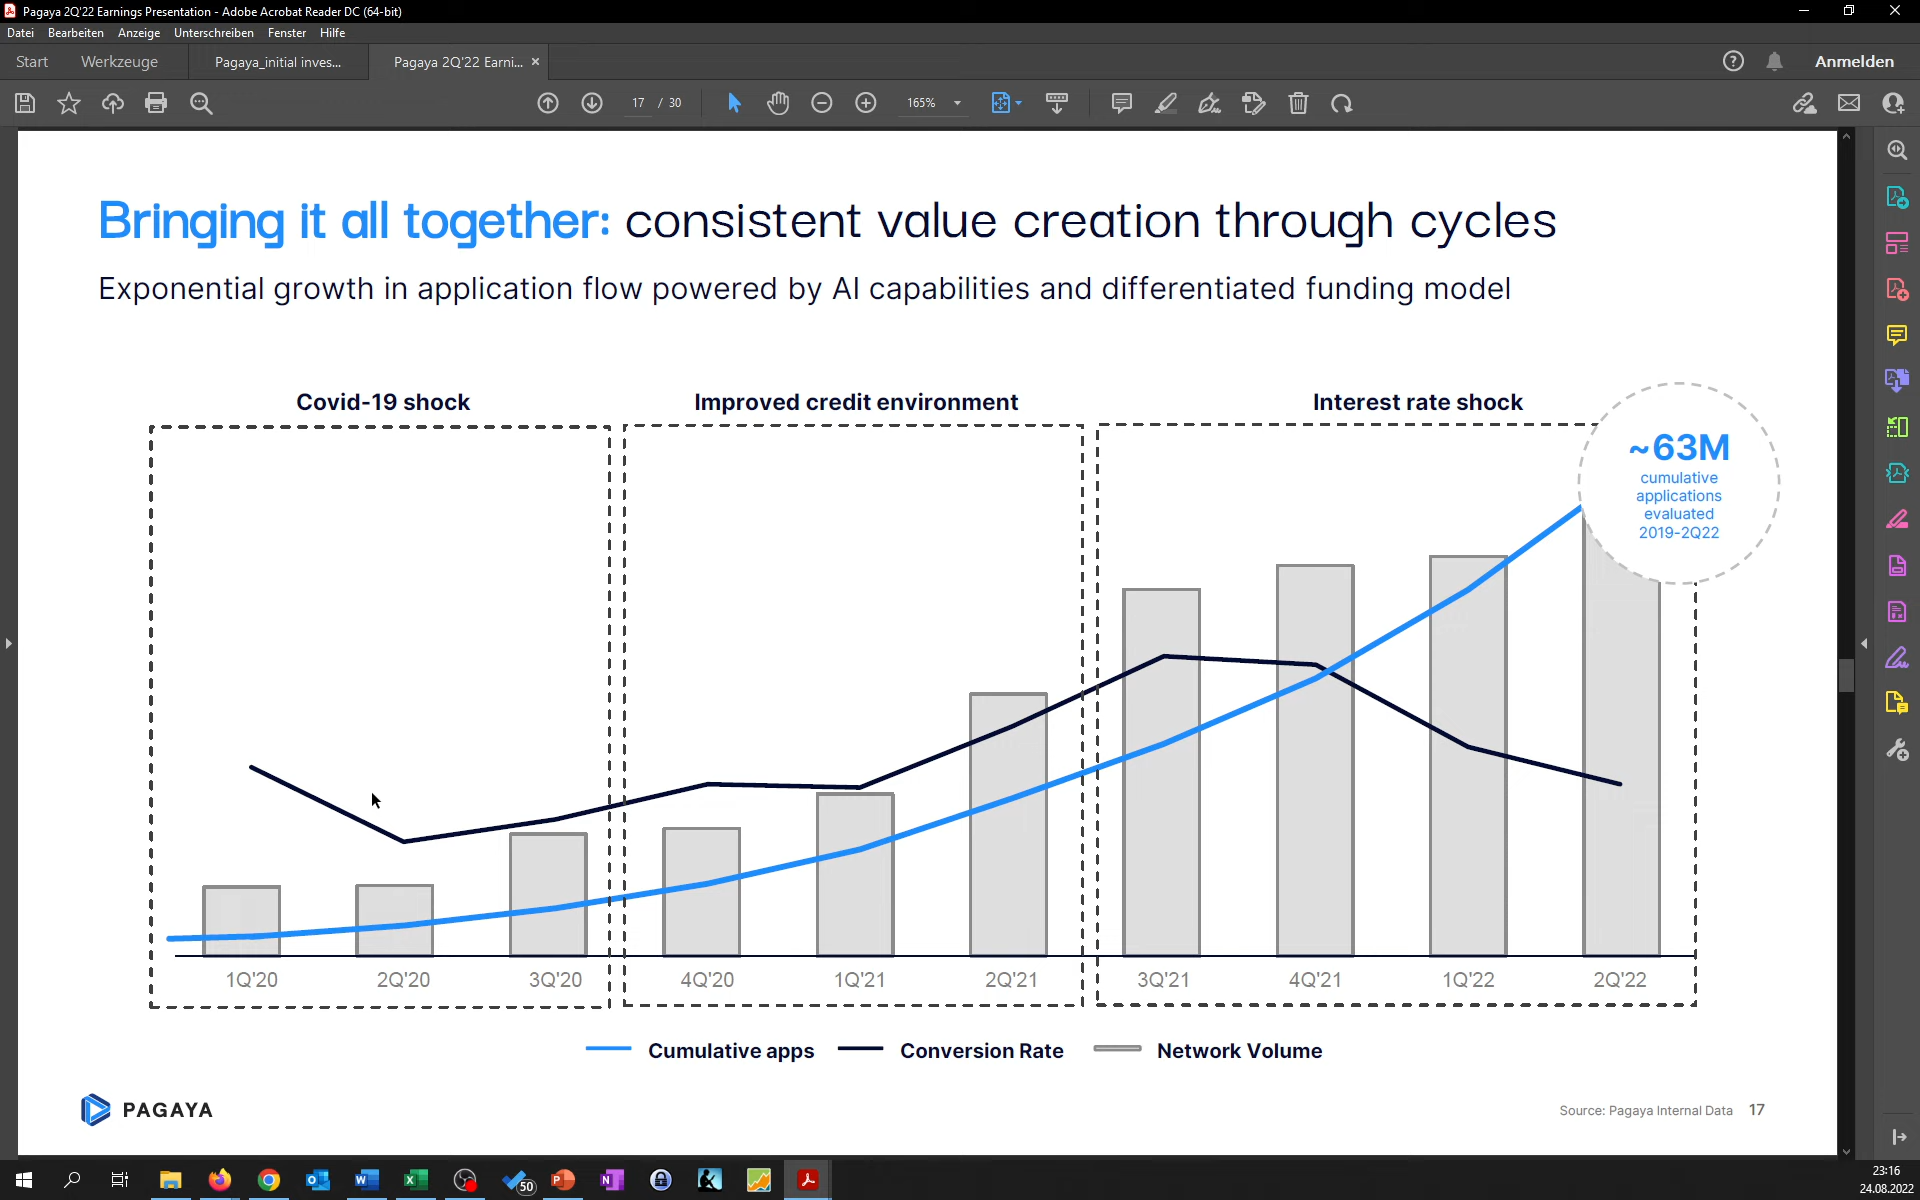 Pagaya 2Q'22 Earnings Presentation - Adobe Acrobat Reader DC (64-bit)
Datei Bearbeiten Anzeige Unterschreiben Fenster Hilfe
Start Werkzeuge Pagaya_initial inves... Pagaya 2Q'22 Earni... × Anmelden
17 / 30 165%
Bringing it all together: consistent value creation through cycles
Exponential growth in application flow powered by AI capabilities and differentiated funding model
Covid-19 shock Improved credit environment Interest rate shock
~63M
cumulative
applications
evaluated
2019-2Q22
1Q'20 2Q'20 3Q'20 4Q'20 1Q'21 2Q'21 3Q'21 4Q'21 1Q'22 2Q'22
Cumulative apps Conversion Rate Network Volume
PAGAYA
Source: Pagaya Internal Data 17
50
23:16
24.08.2022